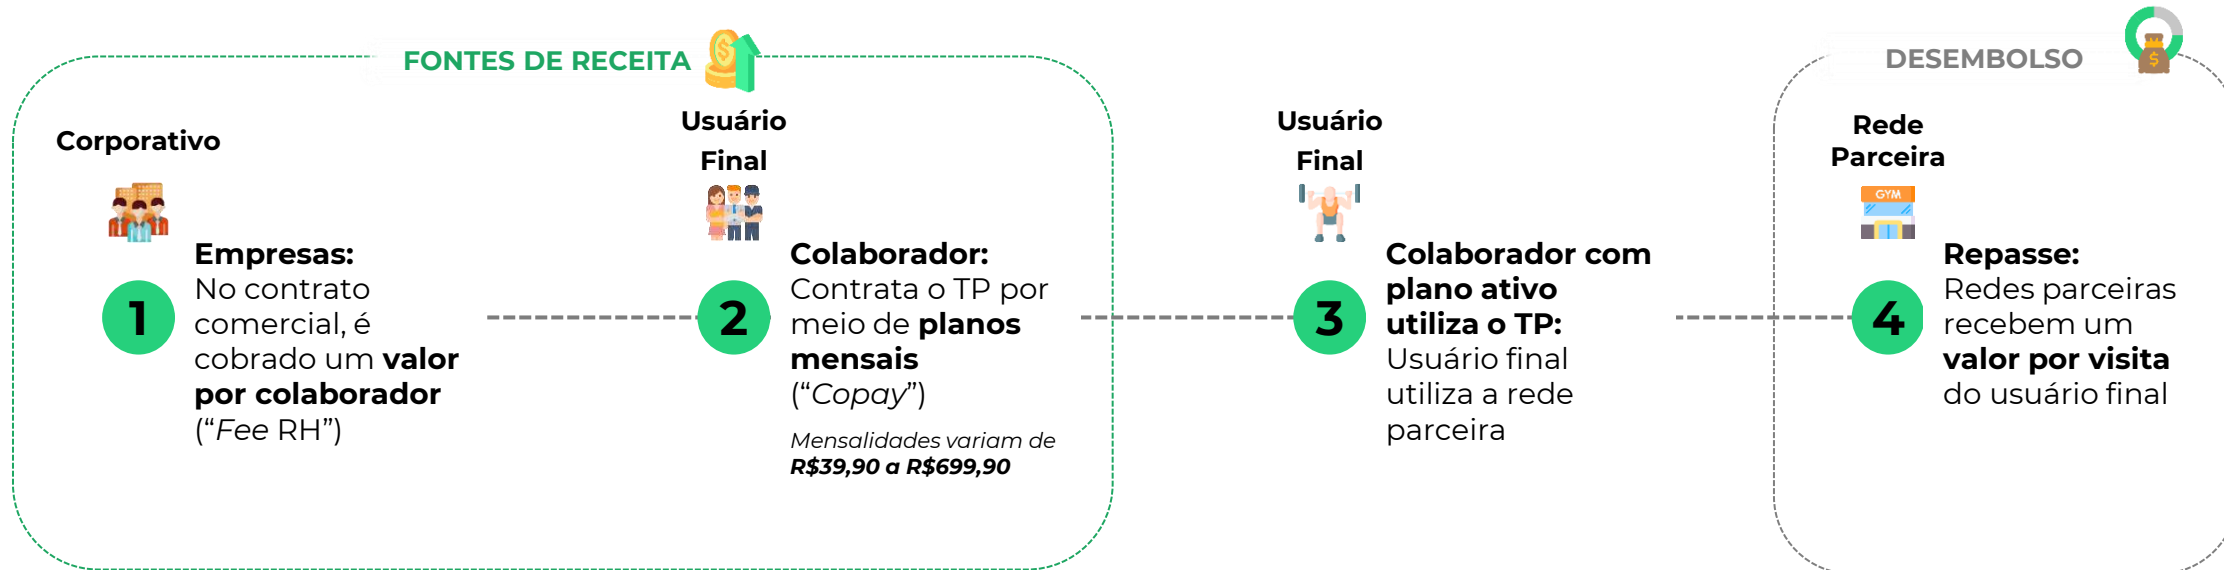 FONTES DE RECEITA
DESEMBOLSO
Corporativo
1
Empresas:
No contrato
comercial, é
cobrado um valor
por colaborador
(“Fee RH”)
Usuário
Final
2
Colaborador:
Contrata o TP por
meio de planos
mensais
(“Copay”)
Mensalidades variam de
R$39,90 a R$699,90
Usuário
Final
3
Colaborador com
plano ativo
utiliza o TP:
Usuário final
utiliza a rede
parceira
Rede
Parceira
GYM
4
Repasse:
Redes parceiras
recebem um
valor por visita
do usuário final